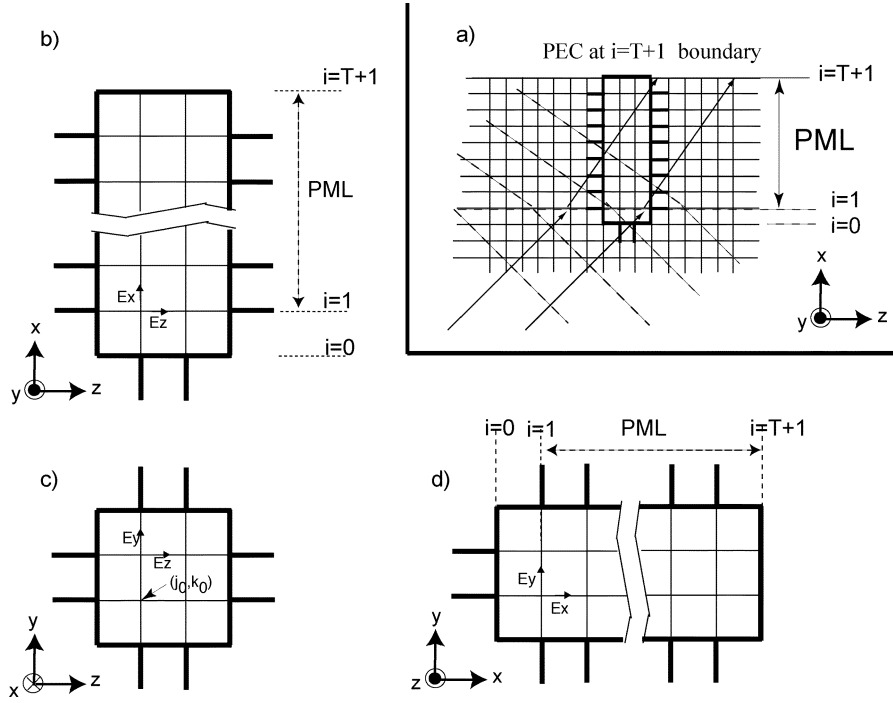 b)
i=T+1
PML
Ex
Ez
i=1
i=0
x
y
z
a)
PEC at i=T+1 boundary
i=T+1
PML
i=1
i=0
x
y
z
c)
Ey
Ez
(j0,k0)
y
x
z
d)
i=0
i=1
PML
i=T+1
Ey
Ex
y
z
x